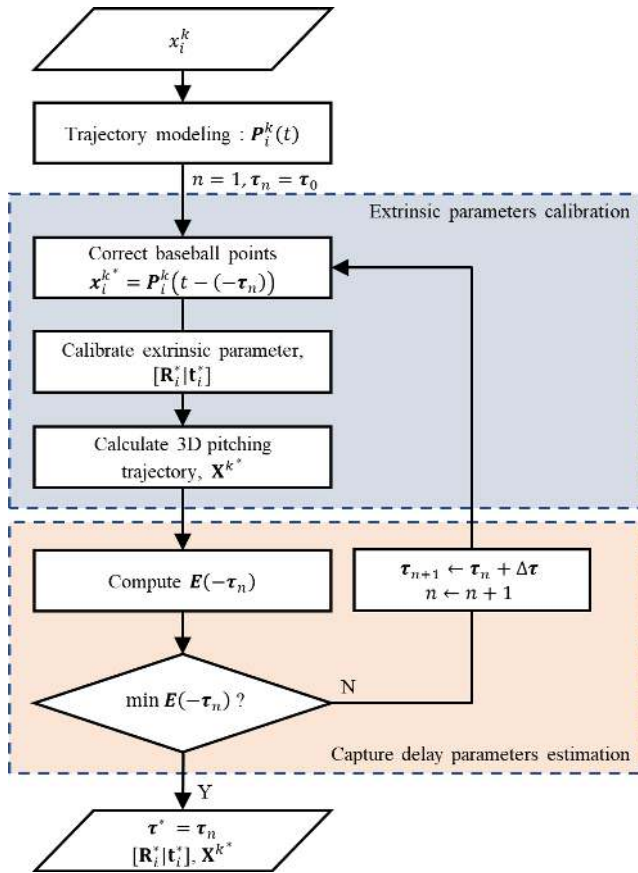 x_i^k
Trajectory modeling : P_i^k(t)
n = 1, τ_n = τ_0
Extrinsic parameters calibration
Correct baseball points
x_i^{k*} = P_i^k(t − (−τ_n))
Calibrate extrinsic parameter,
[R_i^*|t_i^*]
Calculate 3D pitching
trajectory, X^{k*}
Compute E(−τ_n)
τ_{n+1} ← τ_n + Δτ
n ← n + 1
min E(−τ_n) ?
N
Capture delay parameters estimation
Y
τ^* = τ_n
[R_i^*|t_i^*], X^{k*}